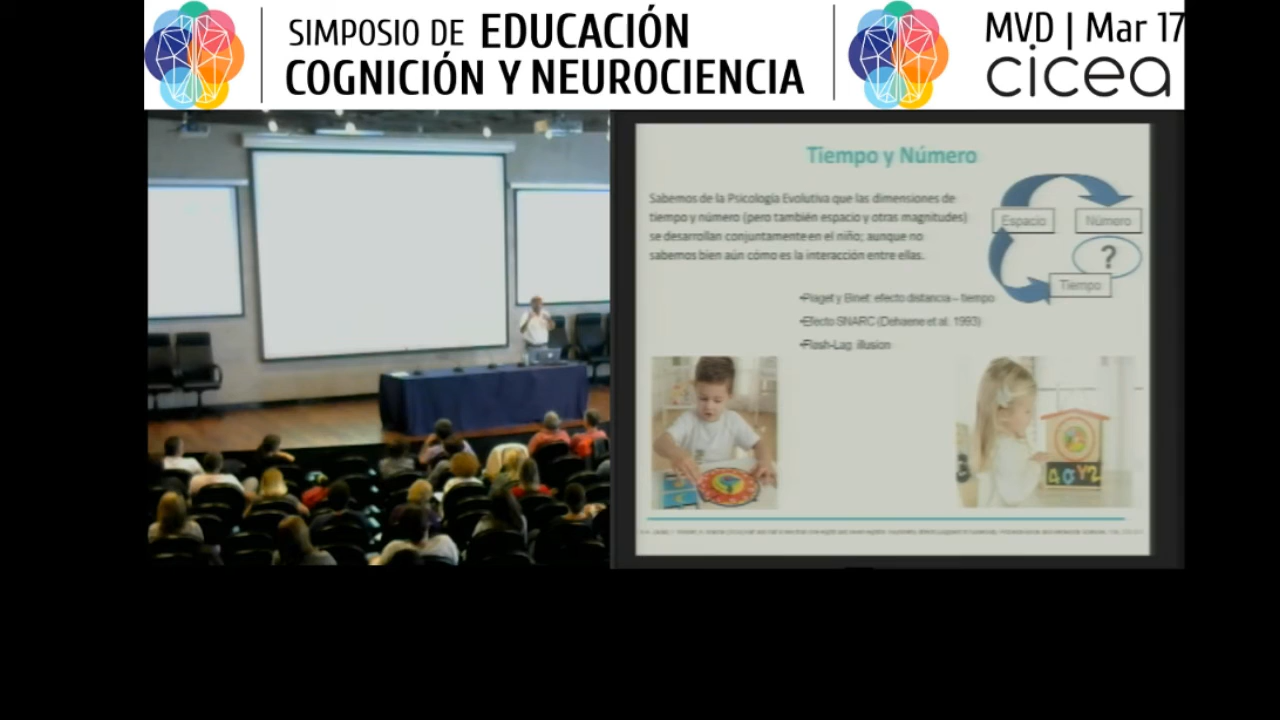 SIMPOSIO DE EDUCACIÓN
COGNICIÓN Y NEUROCIENCIA
MVD | Mar 17
cicea
Tiempo y Número
Sabemos de la Psicología Evolutiva que las dimensiones de
tiempo y número (pero también espacio y otras magnitudes)
se desarrollan conjuntamente en el niño; aunque no
sabemos bien aún cómo es la interacción entre ellas.
Espacio
Número
?
Tiempo
•Piaget y Binet: efecto distancia – tiempo
•Efecto SNARC (Dehaene et al. 1993)
•Flash-Lag illusion